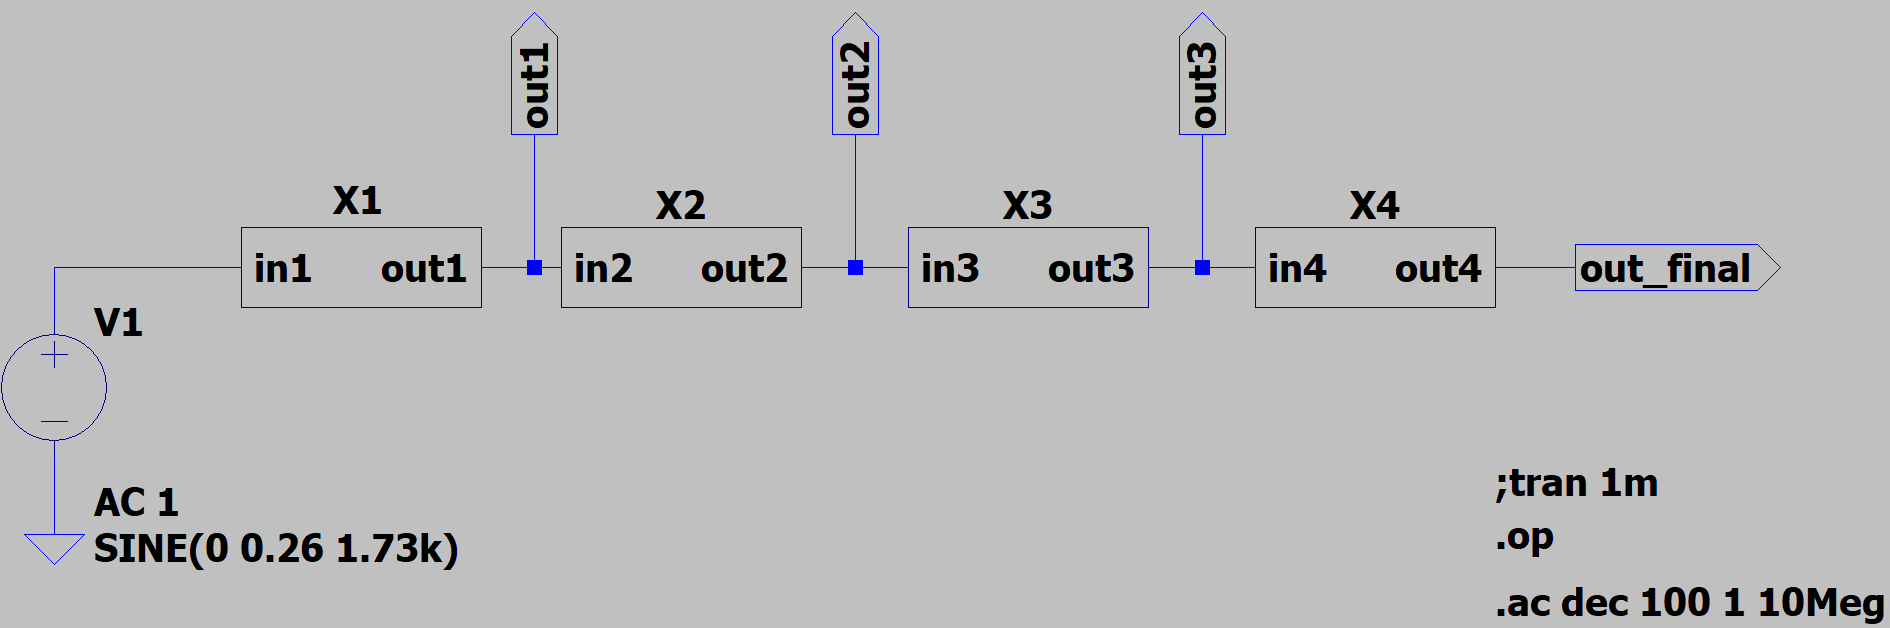 out1
out2
out3
X1
X2
X3
X4
in1 out1
in2 out2
in3 out3
in4 out4
out_final
V1
AC 1
SINE(0 0.26 1.73k)
;tran 1m
.op
.ac dec 100 1 10Meg